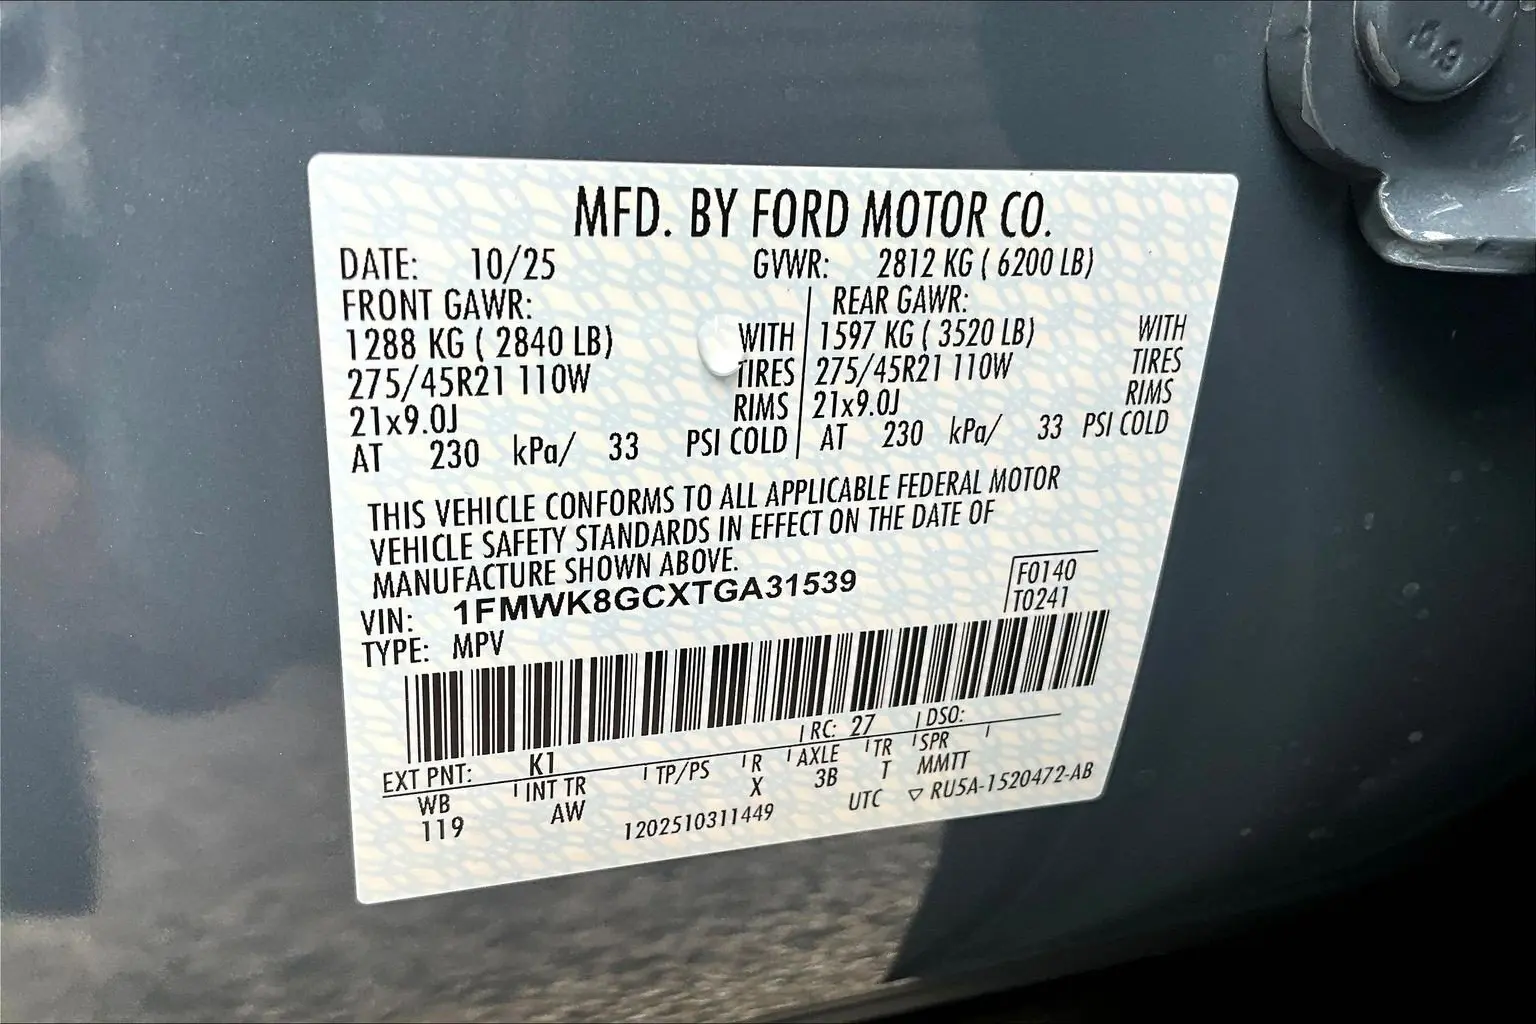 MFD. BY FORD MOTOR CO.
DATE: 10/25 GVWR: 2812 KG ( 6200 LB)
FRONT GAWR: REAR GAWR:
1288 KG ( 2840 LB) WITH 1597 KG ( 3520 LB) WITH
275/45R21 110W TIRES 275/45R21 110W TIRES
21x9.0J RIMS 21x9.0J RIMS
AT 230 kPa/ 33 PSI COLD AT 230 kPa/ 33 PSI COLD
THIS VEHICLE CONFORMS TO ALL APPLICABLE FEDERAL MOTOR
VEHICLE SAFETY STANDARDS IN EFFECT ON THE DATE OF
MANUFACTURE SHOWN ABOVE.
VIN: 1FMWK8GCXTGA31539 F0140
TYPE: MPV T0241
EXT PNT: K1 RC: 27 DSO:
WB INT TR TP/PS R AXLE TR SPR
119 AW X 3B T MMTT
1202510311449 UTC ▽ RU5A-1520472-AB
8.9